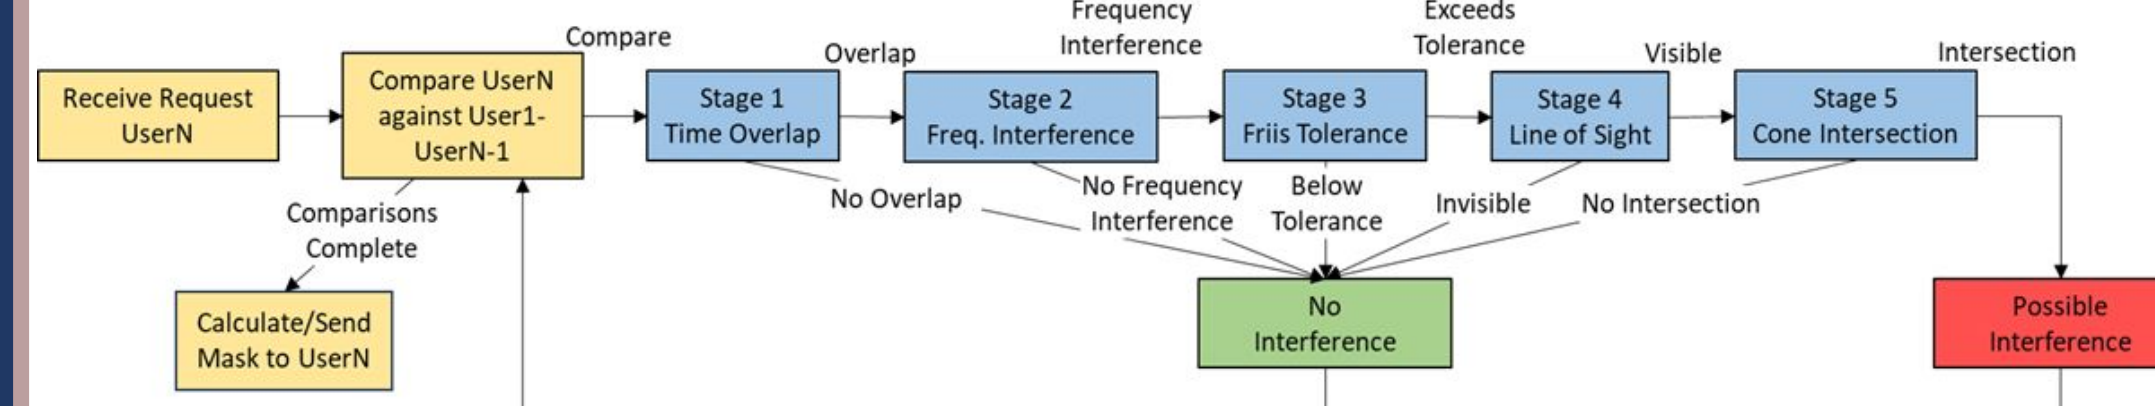 Frequency
Interference
Exceeds
Tolerance
Compare
Overlap
Visible
Intersection
Receive Request
UserN
Compare UserN
against User1-
UserN-1
Stage 1
Time Overlap
Stage 2
Freq. Interference
Stage 3
Friis Tolerance
Stage 4
Line of Sight
Stage 5
Cone Intersection
Comparisons
Complete
No Overlap
No Frequency
Interference
Below
Tolerance
Invisible
No Intersection
Calculate/Send
Mask to UserN
No
Interference
Possible
Interference